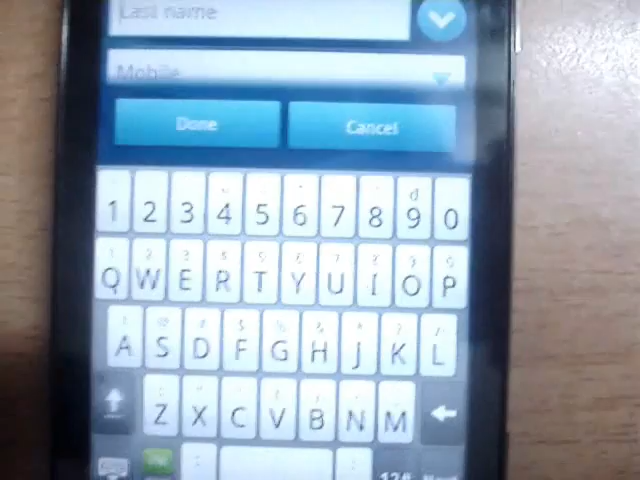 Last name
Mobile
Done Cancel
1 2 3 4 5 6 7 8 9 0
Q W E R T Y U I O P
A S D F G H J K L
Z X C V B N M